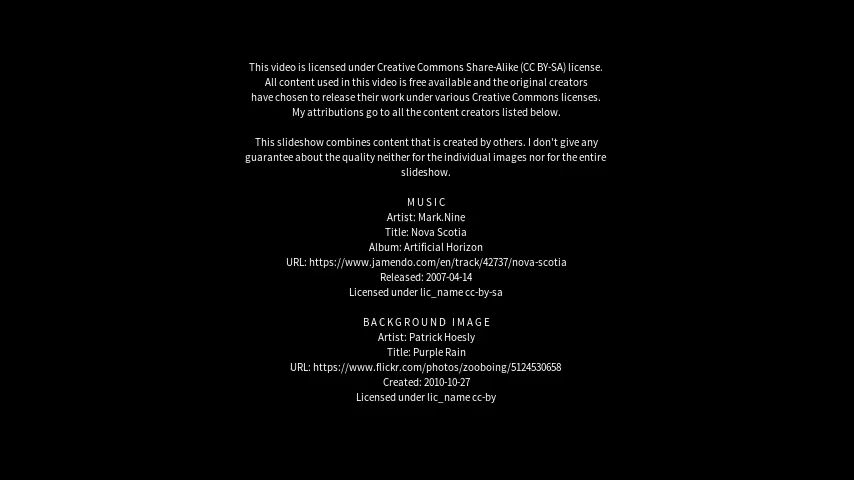 This video is licensed under Creative Commons Share-Alike (CC BY-SA) license.
All content used in this video is free available and the original creators
have chosen to release their work under various Creative Commons licenses.
My attributions go to all the content creators listed below.
This slideshow combines content that is created by others. I don't give any
guarantee about the quality neither for the individual images nor for the entire
slideshow.
MUSIC
Artist: Mark.Nine
Title: Nova Scotia
Album: Artificial Horizon
URL: https://www.jamendo.com/en/track/42737/nova-scotia
Released: 2007-04-14
Licensed under lic_name cc-by-sa
BACKGROUND IMAGE
Artist: Patrick Hoesly
Title: Purple Rain
URL: https://www.flickr.com/photos/zooboing/5124530658
Created: 2010-10-27
Licensed under lic_name cc-by